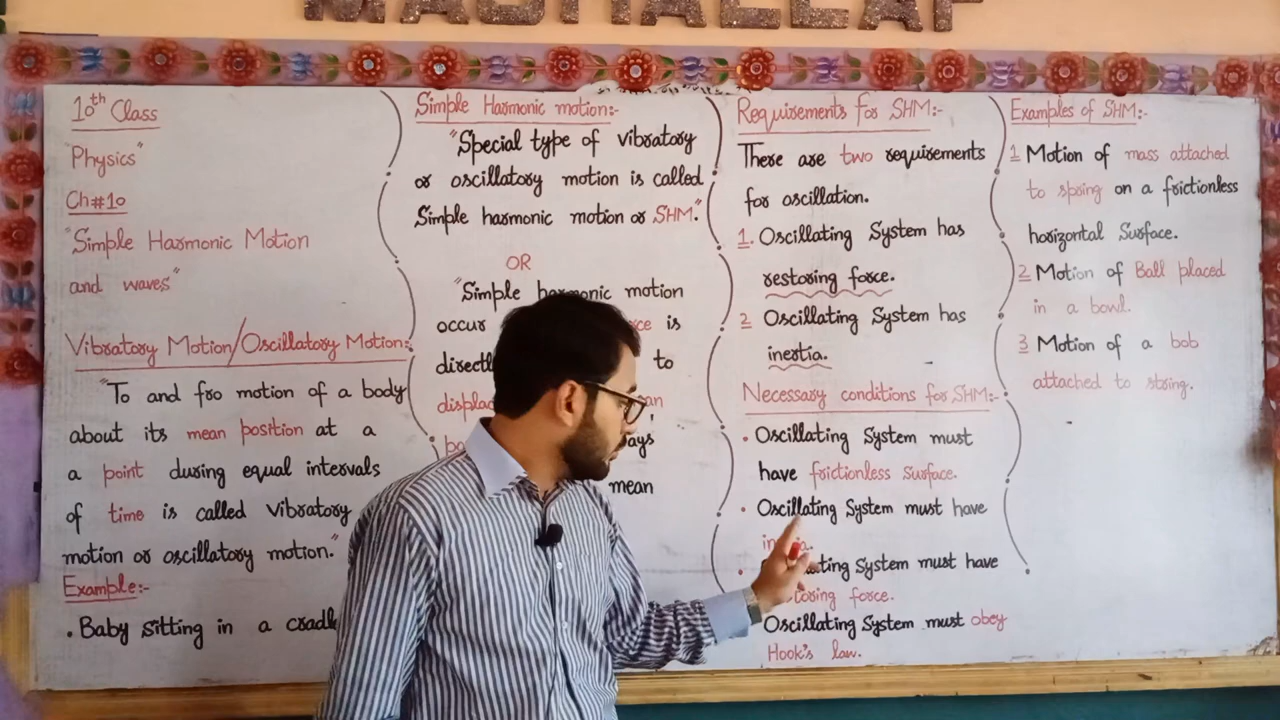 MASHALLAH
10th Class
"Physics"
Ch#10
"Simple Harmonic Motion
and waves"
Vibratory Motion/Oscillatory Motion:-
"To and fro motion of a body
about its mean position at a
a point during equal intervals
of time is called vibratory
motion or oscillatory motion."
Example:-
• Baby sitting in a
Simple Harmonic motion:-
"Special type of vibratory
or oscillatory motion is called
Simple harmonic motion or SHM."
OR
"Simple harmonic motion
occur is
to
mean
Requirements for SHM:-
There are two requirements
for oscillation.
1. Oscillating System has
restoring force.
2 Oscillating System has
inertia.
Necessary conditions for SHM:-
• Oscillating System must
have frictionless Surface.
• Oscillating System must have
• System must have
force.
Oscillating System must obey
Hook's law.
Examples of SHM:-
1 Motion of mass attached
to spring on a frictionless
horizontal Surface.
2 Motion of Ball placed
in a bowl.
3 Motion of a bob
attached to string.